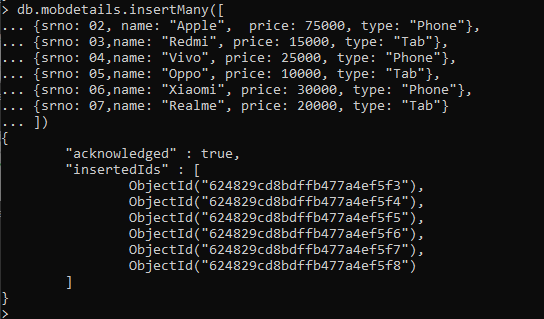 > db.mobdetails.insertMany([
... {srno: 02, name: "Apple",  price: 75000, type: "Phone"},
... {srno: 03,name: "Redmi", price: 15000, type: "Tab"},
... {srno: 04,name: "Vivo", price: 25000, type: "Phone"},
... {srno: 05,name: "Oppo", price: 10000, type: "Tab"},
... {srno: 06,name: "Xiaomi", price: 30000, type: "Phone"},
... {srno: 07,name: "Realme", price: 20000, type: "Tab"}
... ])
{
        "acknowledged" : true,
        "insertedIds" : [
                ObjectId("624829cd8bdffb477a4ef5f3"),
                ObjectId("624829cd8bdffb477a4ef5f4"),
                ObjectId("624829cd8bdffb477a4ef5f5"),
                ObjectId("624829cd8bdffb477a4ef5f6"),
                ObjectId("624829cd8bdffb477a4ef5f7"),
                ObjectId("624829cd8bdffb477a4ef5f8")
        ]
}
>